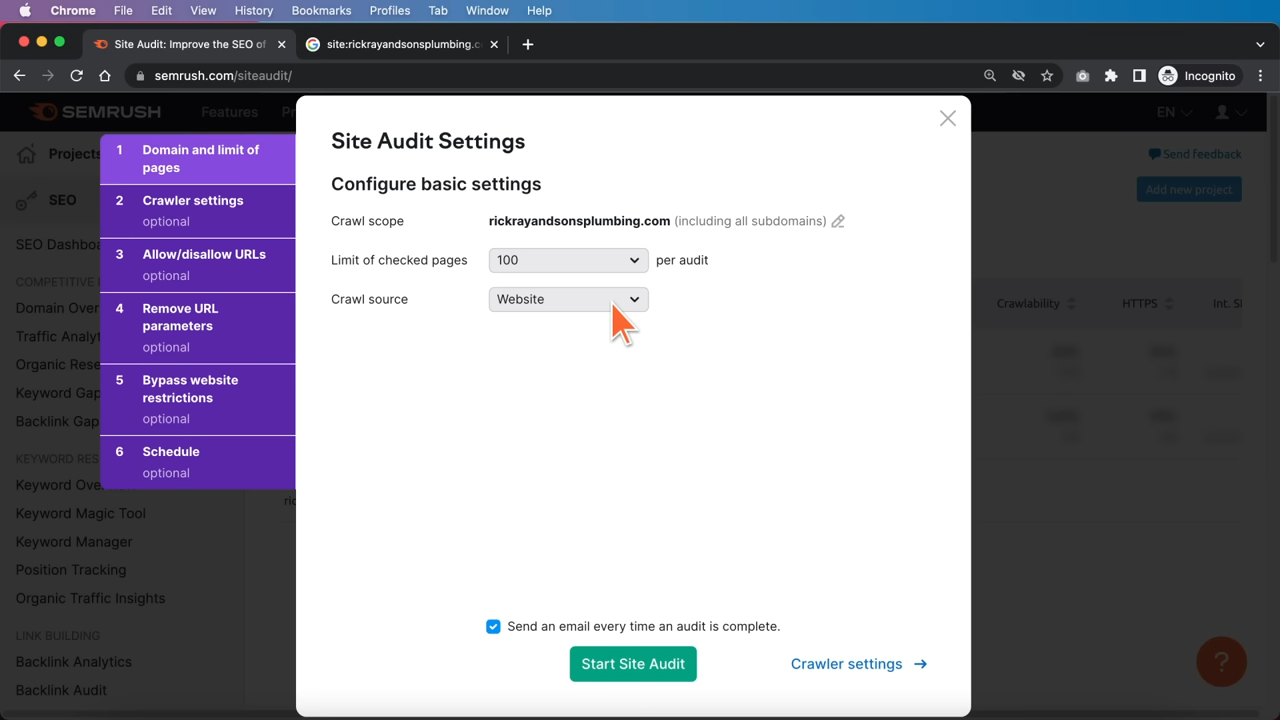 Chrome File Edit View History Bookmarks Profiles Tab Window Help
Site Audit: Improve the SEO of
site:rickrayandsonsplumbing.c
semrush.com/siteaudit/
Incognito
SEMRUSH
Features
EN
Projects
SEO
SEO Dashbo
COMPETITIVE
Domain Over
Traffic Analyt
Organic Rese
Keyword Gap
Backlink Gap
KEYWORD RES
Keyword Ove
Keyword Magic Tool
Keyword Manager
Position Tracking
Organic Traffic Insights
LINK BUILDING
Backlink Analytics
Backlink Audit
1 Domain and limit of
pages
2 Crawler settings
optional
3 Allow/disallow URLs
optional
4 Remove URL
parameters
optional
5 Bypass website
restrictions
optional
6 Schedule
optional
Site Audit Settings
Configure basic settings
Crawl scope rickrayandsonsplumbing.com (including all subdomains)
Limit of checked pages 100 per audit
Crawl source Website
Send an email every time an audit is complete.
Start Site Audit
Crawler settings →
Send feedback
Add new project
Crawlability HTTPS Int. S
?